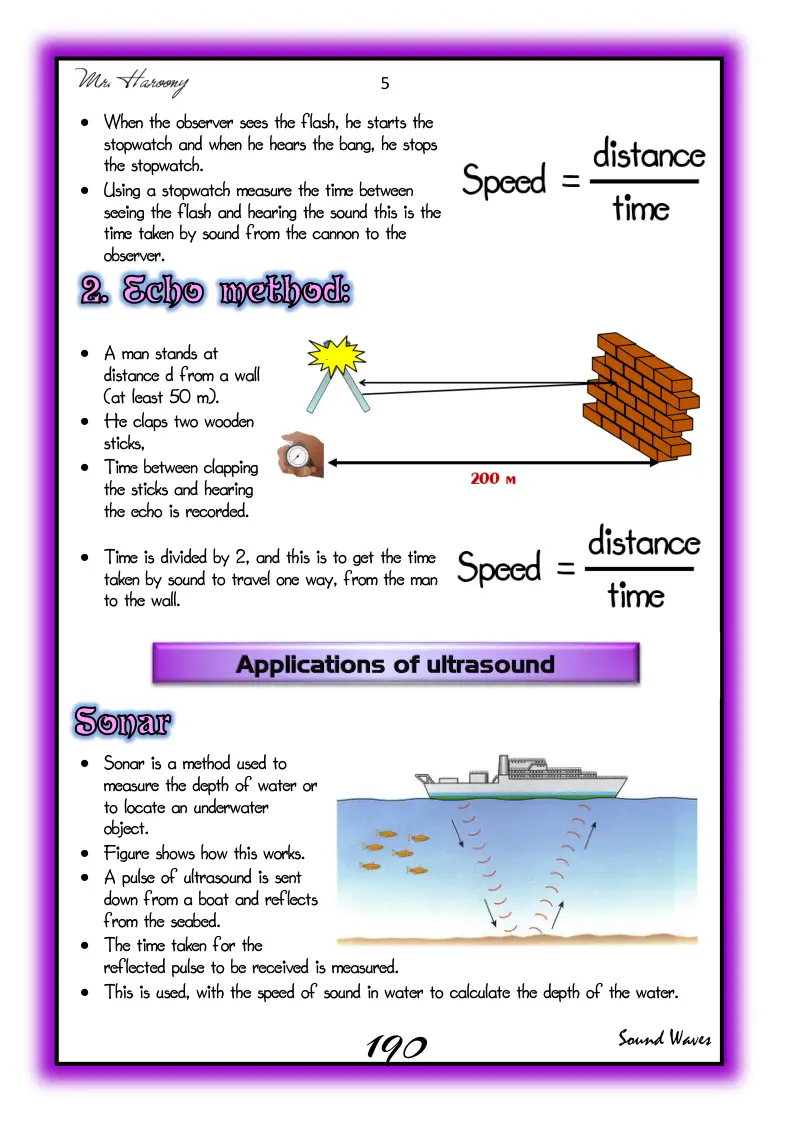 Mr. Haroony
5
• When the observer sees the flash, he starts the
stopwatch and when he hears the bang, he stops
the stopwatch.
• Using a stopwatch measure the time between
seeing the flash and hearing the sound this is the
time taken by sound from the cannon to the
observer.
Speed = distance
time
2. Echo method:
• A man stands at
distance d from a wall
(at least 50 m).
• He claps two wooden
sticks,
• Time between clapping
the sticks and hearing
the echo is recorded.
200 M
• Time is divided by 2, and this is to get the time
taken by sound to travel one way, from the man
to the wall.
Speed = distance
time
Applications of ultrasound
Sonar
• Sonar is a method used to
measure the depth of water or
to locate an underwater
object.
• Figure shows how this works.
• A pulse of ultrasound is sent
down from a boat and reflects
from the seabed.
• The time taken for the
reflected pulse to be received is measured.
• This is used, with the speed of sound in water to calculate the depth of the water.
190
Sound Waves